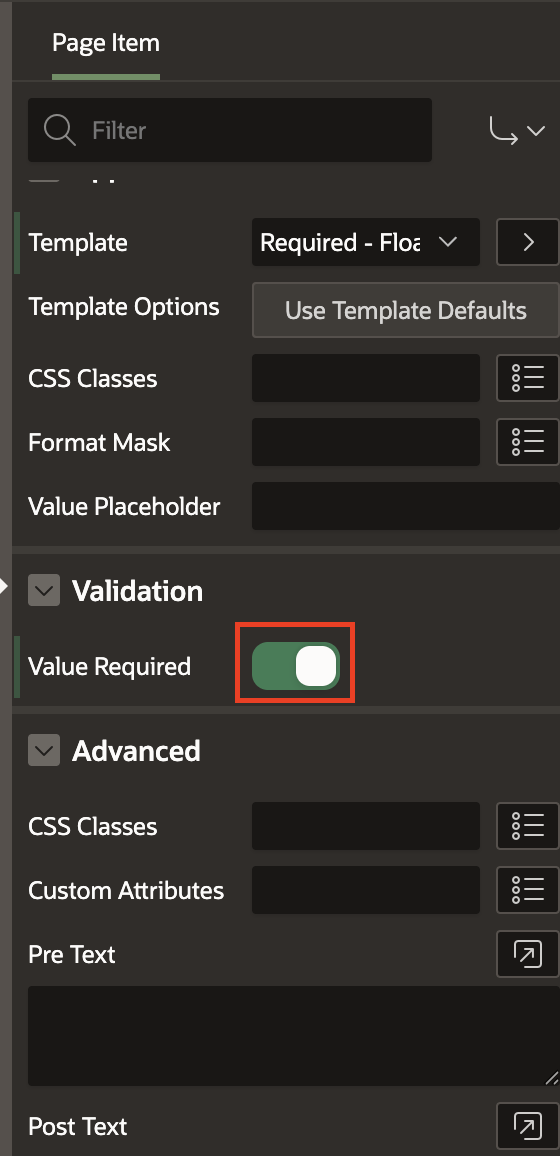 Page Item
Filter
Template
Required - Floa
Template Options
Use Template Defaults
CSS Classes
Format Mask
Value Placeholder
Validation
Value Required
Advanced
CSS Classes
Custom Attributes
Pre Text
Post Text